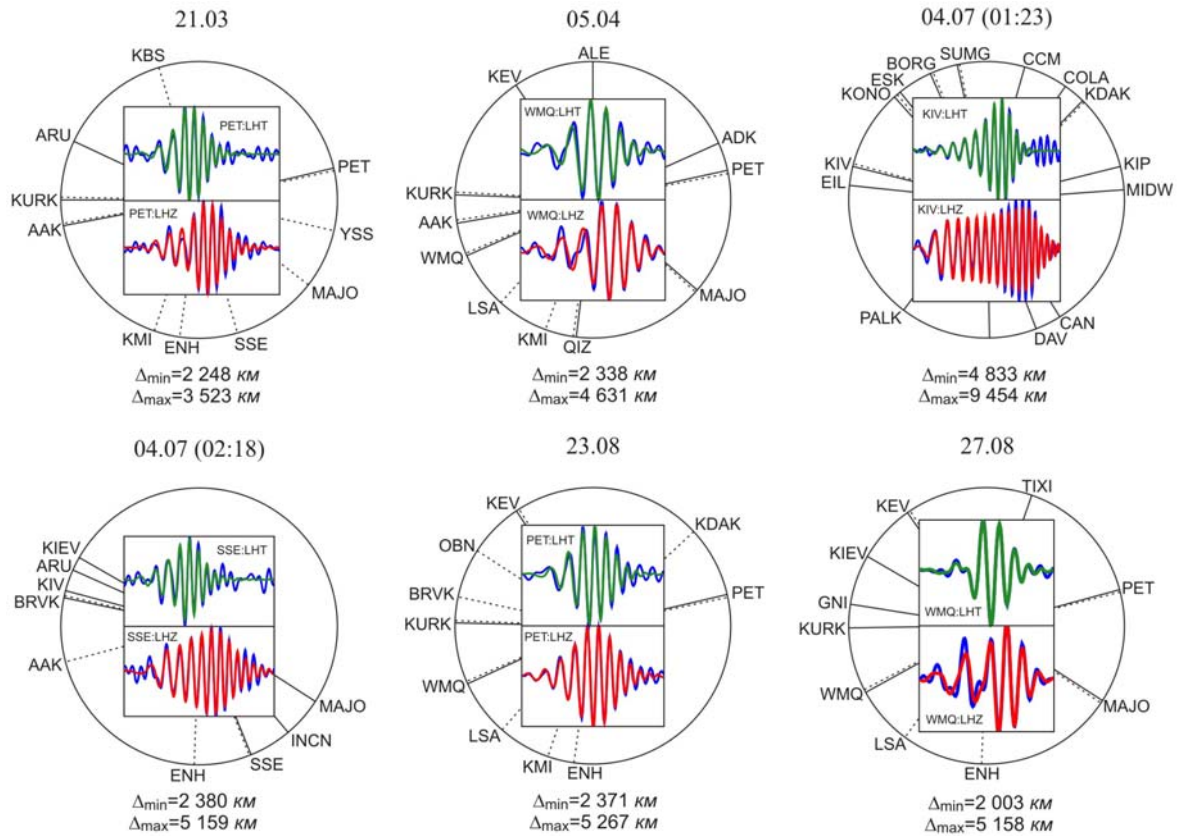 21.03
KBS
ARU
KURK
AAK
PET
YSS
MAJO
SSE
ENH
KMI
PET:LHT
PET:LHZ
Δmin=2 248 км
Δmax=3 523 км
05.04
ALE
KEV
ADK
PET
KURK
AAK
WMQ
LSA
KMI
QIZ
MAJO
WMQ:LHT
WMQ:LHZ
Δmin=2 338 км
Δmax=4 631 км
04.07 (01:23)
SUMG
BORG
ESK
KONO
CCM
COLA
KDAK
KIV
EIL
KIP
MIDW
PALK
CAN
DAV
KIV:LHT
KIV:LHZ
Δmin=4 833 км
Δmax=9 454 км
04.07 (02:18)
KIEV
ARU
KIV
BRVK
AAK
MAJO
INCN
SSE
ENH
SSE:LHT
SSE:LHZ
Δmin=2 380 км
Δmax=5 159 км
23.08
KEV
KDAK
OBN
BRVK
KURK
PET
WMQ
LSA
KMI
ENH
PET:LHT
PET:LHZ
Δmin=2 371 км
Δmax=5 267 км
27.08
TIXI
KEV
KIEV
GNI
KURK
PET
WMQ
MAJO
LSA
ENH
WMQ:LHT
WMQ:LHZ
Δmin=2 003 км
Δmax=5 158 км